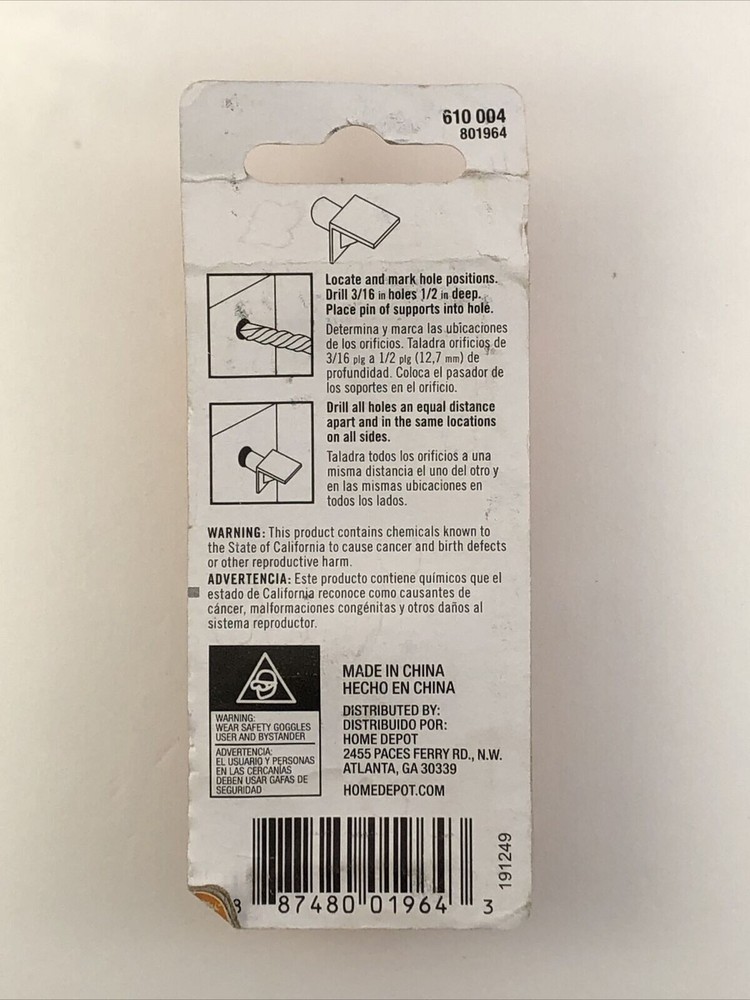 610 004
801964
Locate and mark hole positions.
Drill 3/16 in holes 1/2 in deep.
Place pin of supports into hole.
Determina y marca las ubicaciones
de los orificios. Taladra orificios de
3/16 plg a 1/2 plg (12,7 mm) de
profundidad. Coloca el pasador de
los soportes en el orificio.
Drill all holes an equal distance
apart and in the same locations
on all sides.
Taladra todos los orificios a una
misma distancia el uno del otro y
en las mismas ubicaciones en
todos los lados.
WARNING: This product contains chemicals known to
the State of California to cause cancer and birth defects
or other reproductive harm.
ADVERTENCIA: Este producto contiene químicos que el
estado de California reconoce como causantes de
cáncer, malformaciones congénitas y otros daños al
sistema reproductor.
WARNING:
WEAR SAFETY GOGGLES
USER AND BYSTANDER
ADVERTENCIA:
EL USUARIO Y PERSONAS
EN LAS CERCANÍAS
DEBEN USAR GAFAS DE
SEGURIDAD
MADE IN CHINA
HECHO EN CHINA
DISTRIBUTED BY:
DISTRIBUIDO POR:
HOME DEPOT
2455 PACES FERRY RD., N.W.
ATLANTA, GA 30339
HOMEDEPOT.COM
191249
8 87480 01964 3